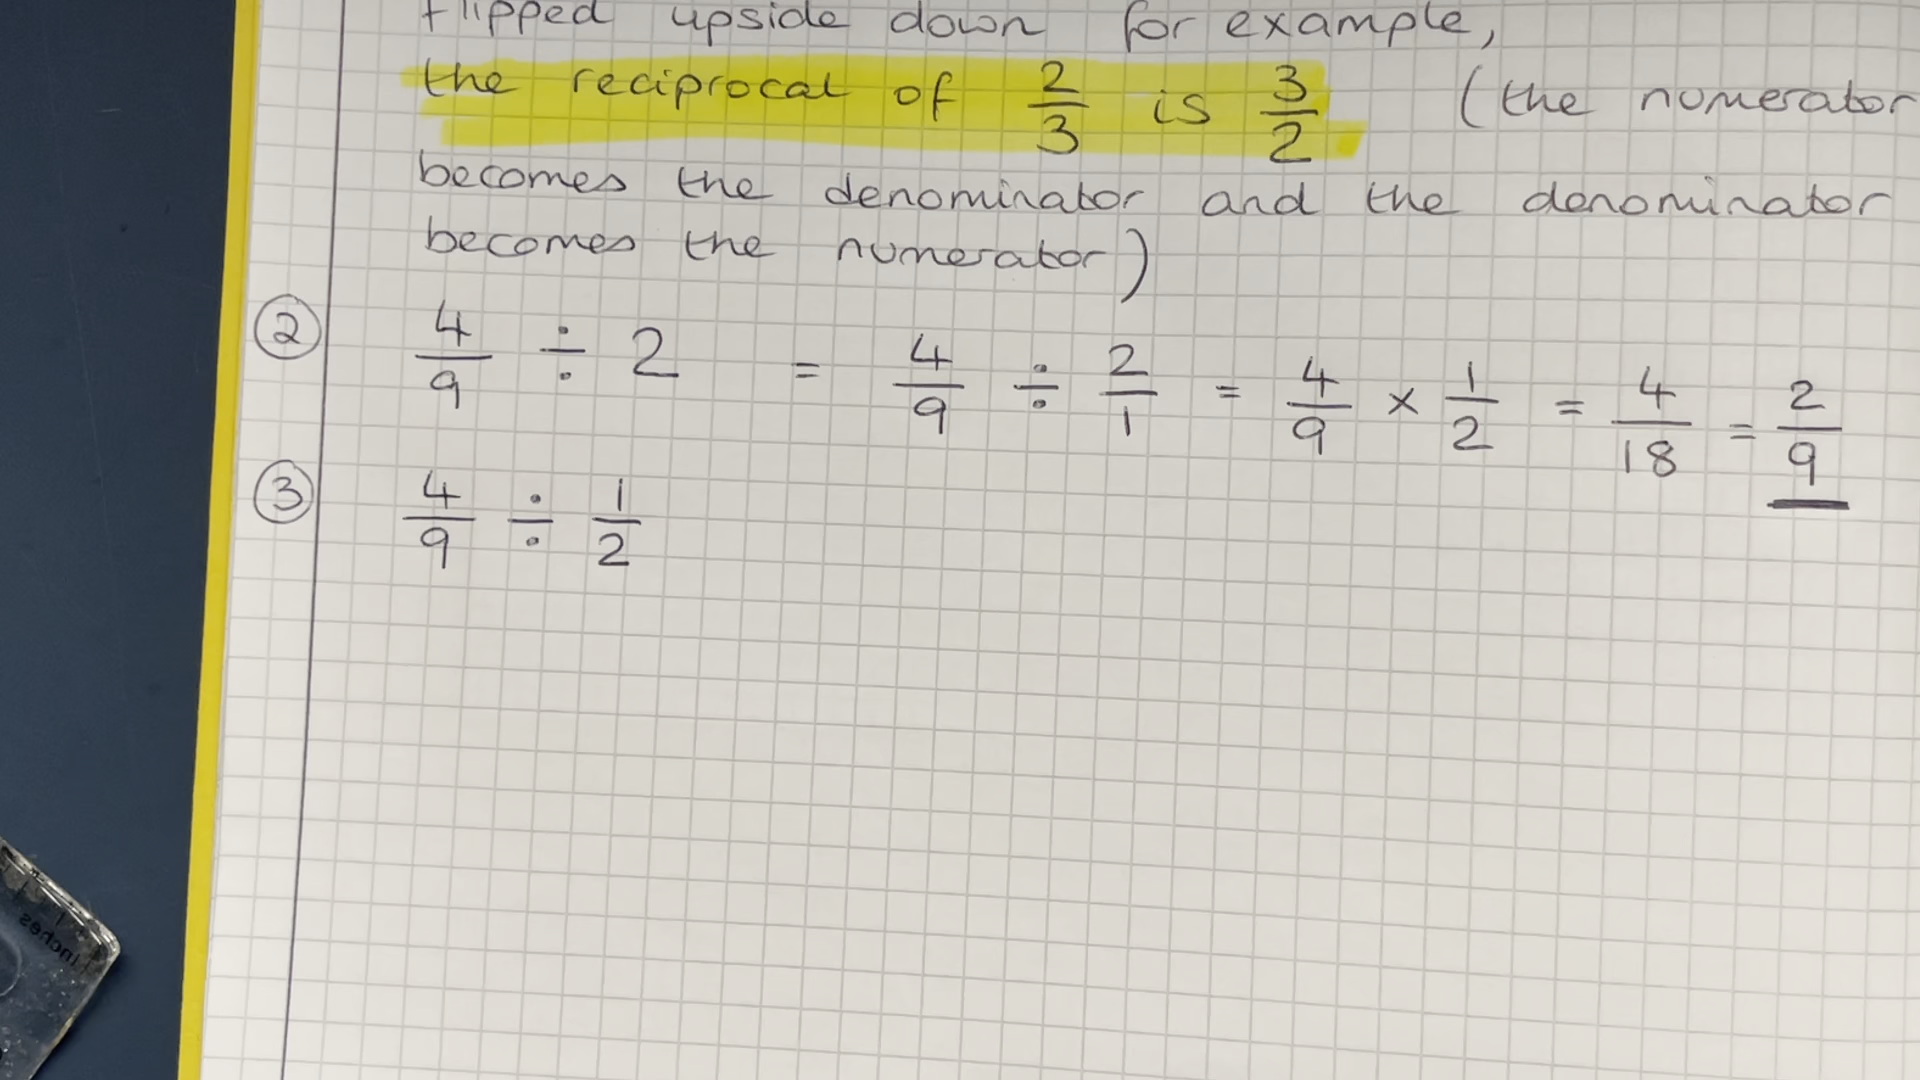 flipped upside down for example,
the reciprocal of 2/3 is 3/2 (the numerator
becomes the denominator and the denominator
becomes the numerator)
② 4/9 ÷ 2 = 4/9 ÷ 2/1 = 4/9 × 1/2 = 4/18 = 2/9
③ 4/9 ÷ 1/2
inches